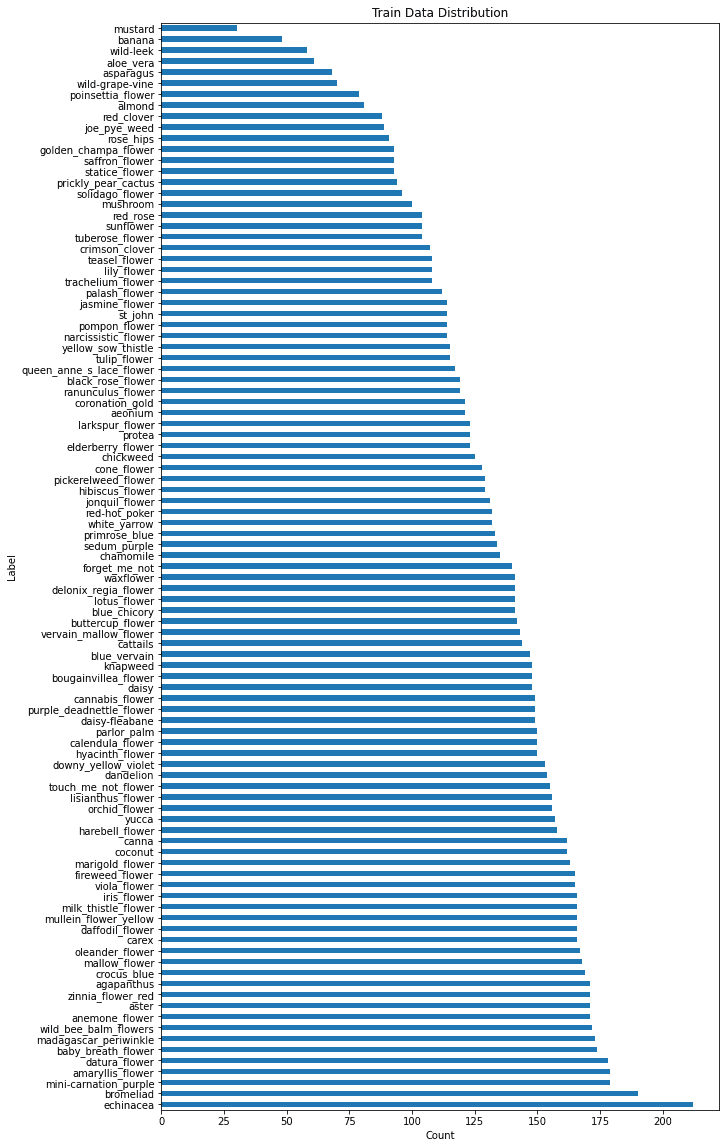 Train Data Distribution
mustard
banana
wild-leek
aloe_vera
asparagus
wild-grape-vine
poinsettia_flower
almond
red_clover
joe_pye_weed
rose_hips
golden_champa_flower
saffron_flower
statice_flower
prickly_pear_cactus
solidago_flower
mushroom
red_rose
sunflower
tuberose_flower
crimson_clover
teasel_flower
lily_flower
trachelium_flower
palash_flower
jasmine_flower
st_john
pompon_flower
narcissistic_flower
yellow_sow_thistle
tulip_flower
queen_anne_s_lace_flower
black_rose_flower
ranunculus_flower
coronation_gold
aeonium
larkspur_flower
protea
elderberry_flower
chickweed
cone_flower
pickerelweed_flower
hibiscus_flower
jonquil_flower
red-hot_poker
white_yarrow
primrose_blue
sedum_purple
chamomile
forget_me_not
waxflower
delonix_regia_flower
lotus_flower
blue_chicory
buttercup_flower
vervain_mallow_flower
cattails
blue_vervain
knapweed
bougainvillea_flower
daisy
cannabis_flower
purple_deadnettle_flower
daisy-fleabane
parlor_palm
calendula_flower
hyacinth_flower
downy_yellow_violet
dandelion
touch_me_not_flower
lisianthus_flower
orchid_flower
yucca
harebell_flower
canna
coconut
marigold_flower
fireweed_flower
viola_flower
iris_flower
milk_thistle_flower
mullein_flower_yellow
daffodil_flower
carex
oleander_flower
mallow_flower
crocus_blue
agapanthus
zinnia_flower_red
aster
anemone_flower
wild_bee_balm_flowers
madagascar_periwinkle
baby_breath_flower
datura_flower
amaryllis_flower
mini-carnation_purple
bromeliad
echinacea
Label
0 25 50 75 100 125 150 175 200
Count